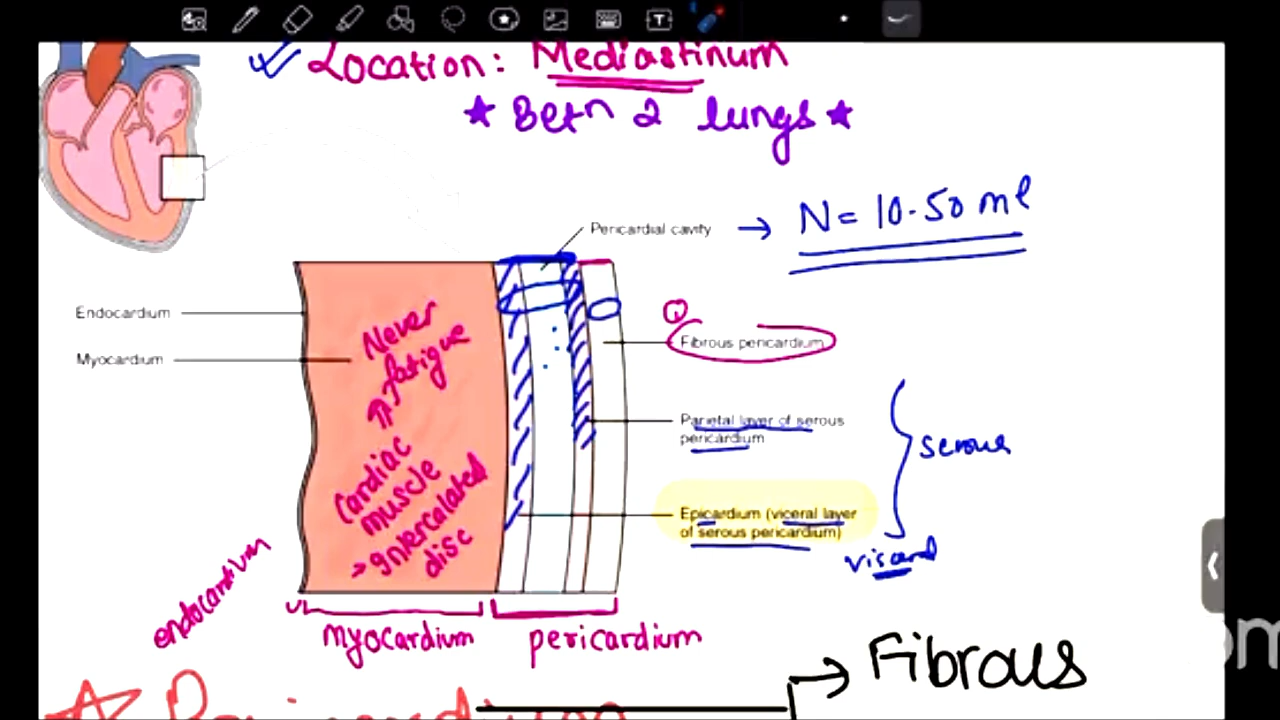 Location: Mediastinum
★ Betn 2 lungs ★
Pericardial cavity → N= 10-50 ml
Endocardium
Myocardium
Never fatigue
Cardiac muscle
→ Intercalated disc
Q
Fibrous pericardium
Parietal layer of serous
pericardium
serous
Epicardium (viceral layer
of serous pericardium)
visceral
endocardium
myocardium
pericardium
→ Fibrous